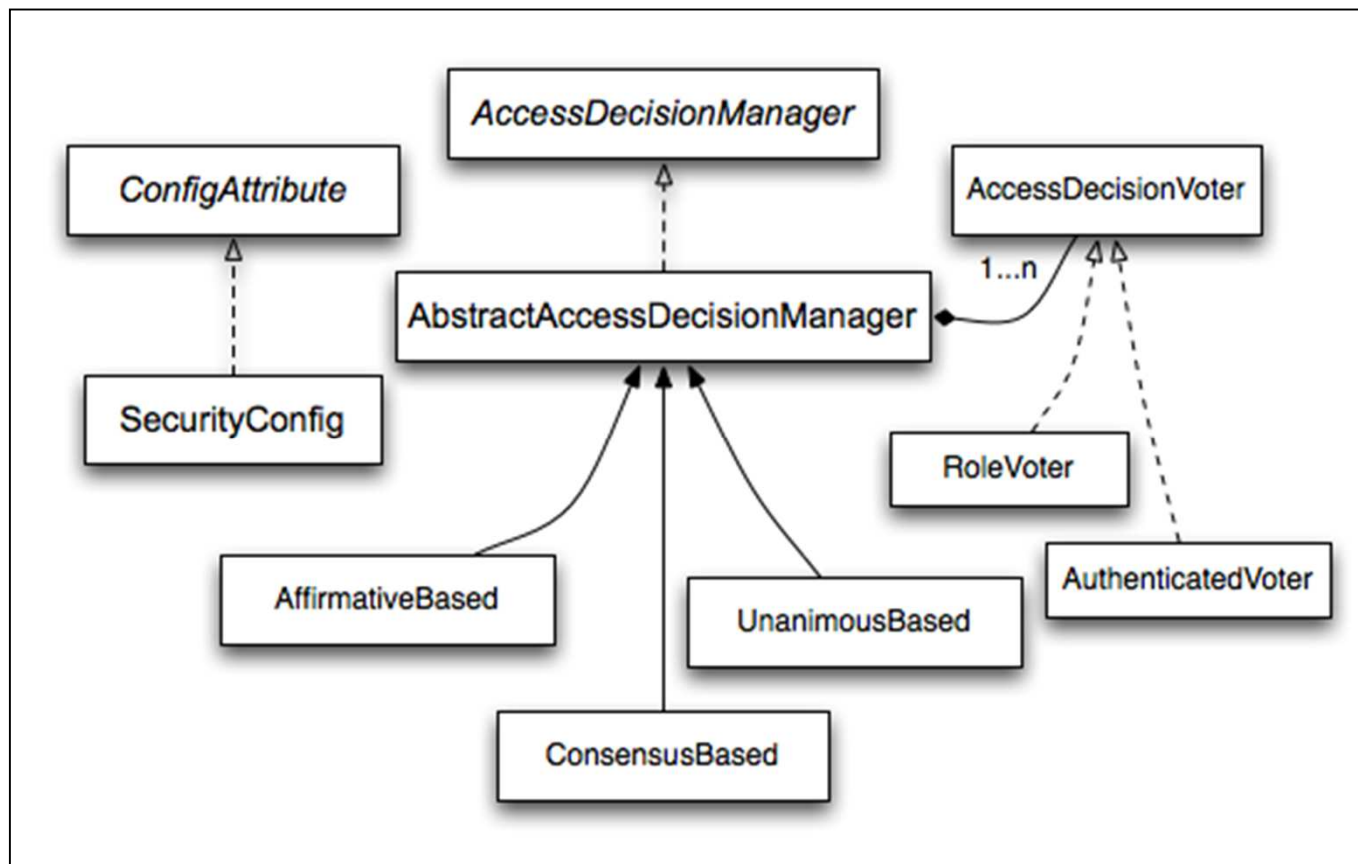 AccessDecisionManager
ConfigAttribute
AccessDecisionVoter
1...n
AbstractAccessDecisionManager
SecurityConfig
RoleVoter
AffirmativeBased
UnanimousBased
AuthenticatedVoter
ConsensusBased